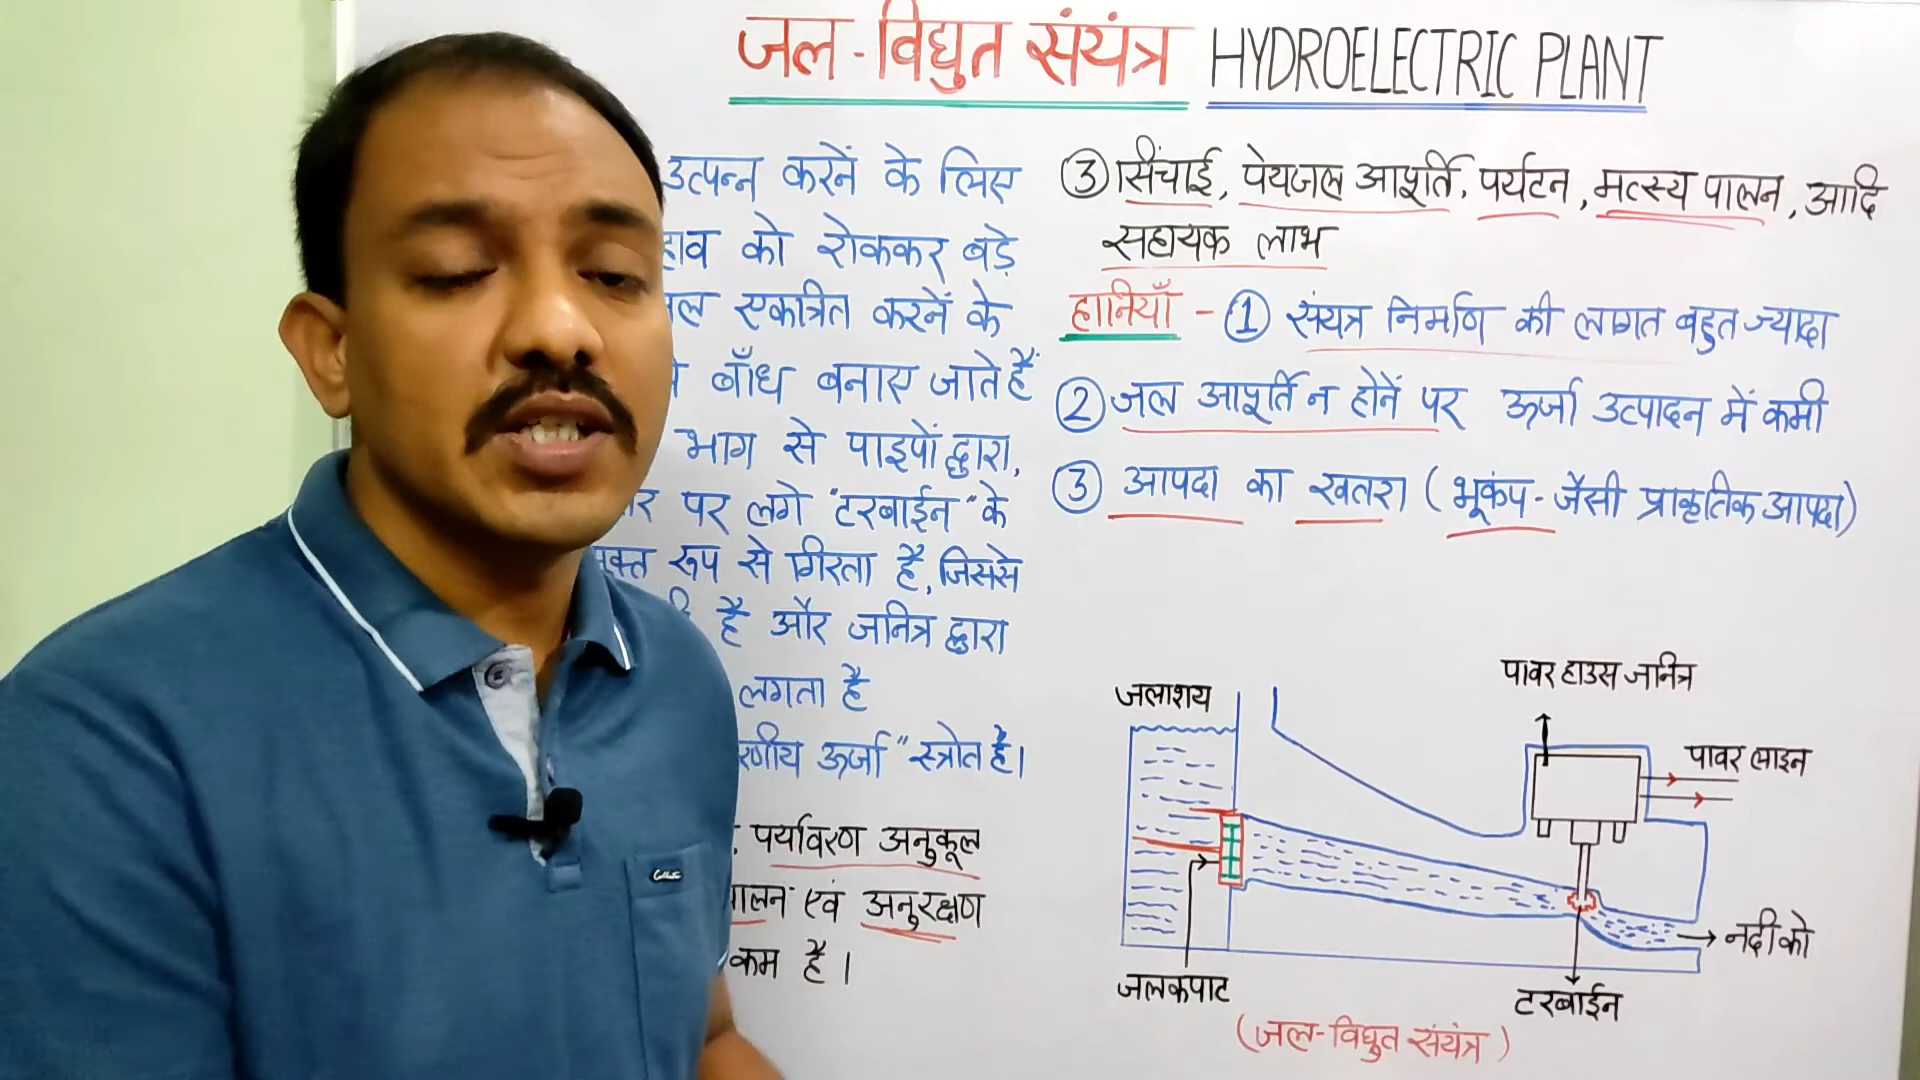 जल-विद्युत संयंत्र HYDROELECTRIC PLANT
उत्पन्न करनें के लिए
को रोककर बड़े
एकत्रित करनें के
बाँध बनाए जाते हैं
भाग से पाइपों द्वारा,
पर लगे "टरबाईन" के
रूप से गिरता है, जिससे
है और जनित्र द्वारा
लगता है
ऊर्जा" स्त्रोत है।
पर्यावरण अनुकूल
एवं अनुरक्षण
कम है।
③ सिंचाई, पेयजल आपूर्ति, पर्यटन, मत्स्य पालन, आदि
सहायक लाभ
हानियाँ - ① संयंत्र निर्माण की लागत बहुत ज्यादा
② जल आपूर्ति न होनें पर ऊर्जा उत्पादन में कमी
③ आपदा का खतरा (भूकंप-जैसी प्राकृतिक आपदा)
पावर हाउस जनित्र
जलाशय
पावर लाइन
नदी को
जलकपाट
टरबाईन
(जल-विद्युत संयंत्र)